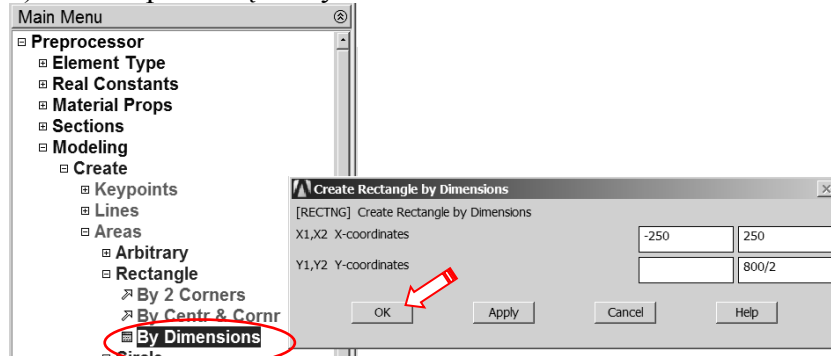 Main Menu
Preprocessor
Element Type
Real Constants
Material Props
Sections
Modeling
Create
Keypoints
Lines
Areas
Arbitrary
Rectangle
By 2 Corners
By Centr & Cornr
By Dimensions
Circle
Create Rectangle by Dimensions
[RECTNG] Create Rectangle by Dimensions
X1,X2 X-coordinates -250 250
Y1,Y2 Y-coordinates 800/2
OK Apply Cancel Help